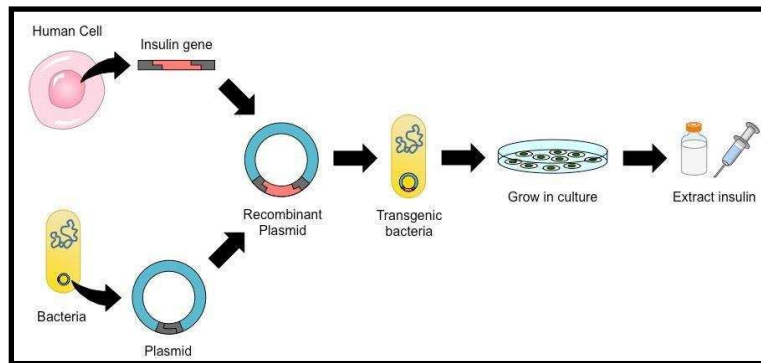 Human Cell
Insulin gene
Recombinant
Plasmid
Transgenic
bacteria
Grow in culture
Extract insulin
Bacteria
Plasmid